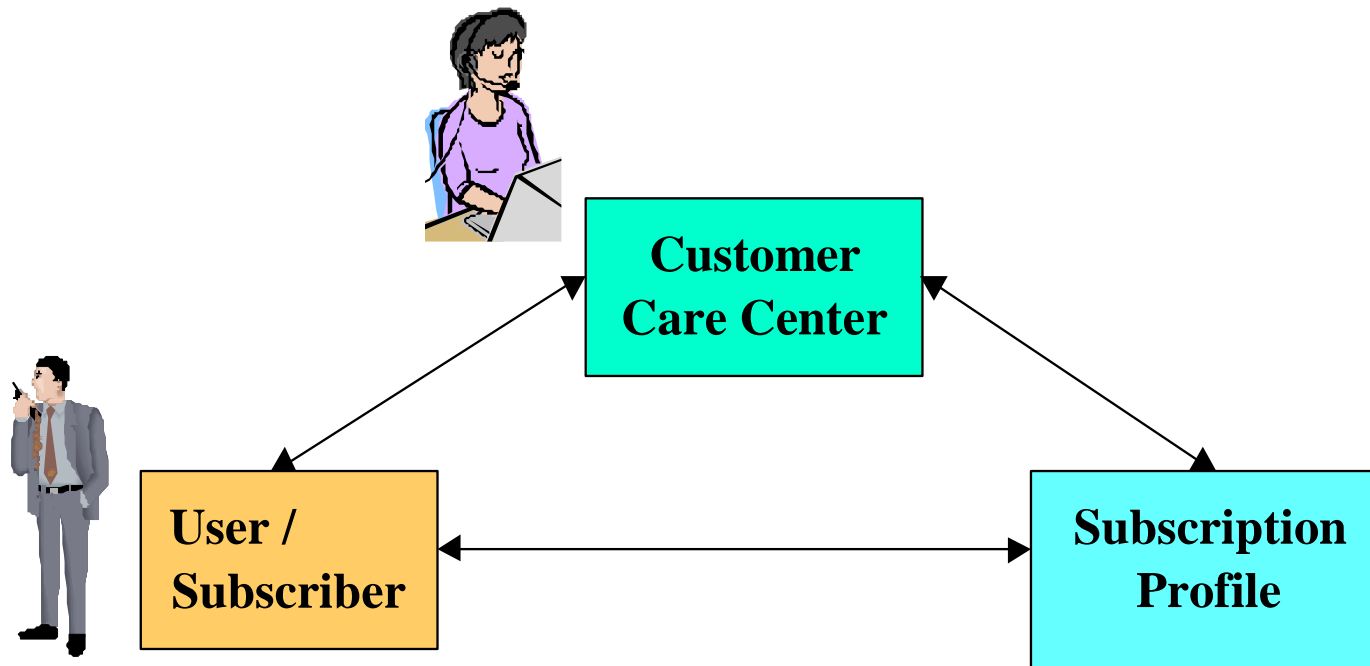 Customer
Care Center
User /
Subscriber
Subscription
Profile